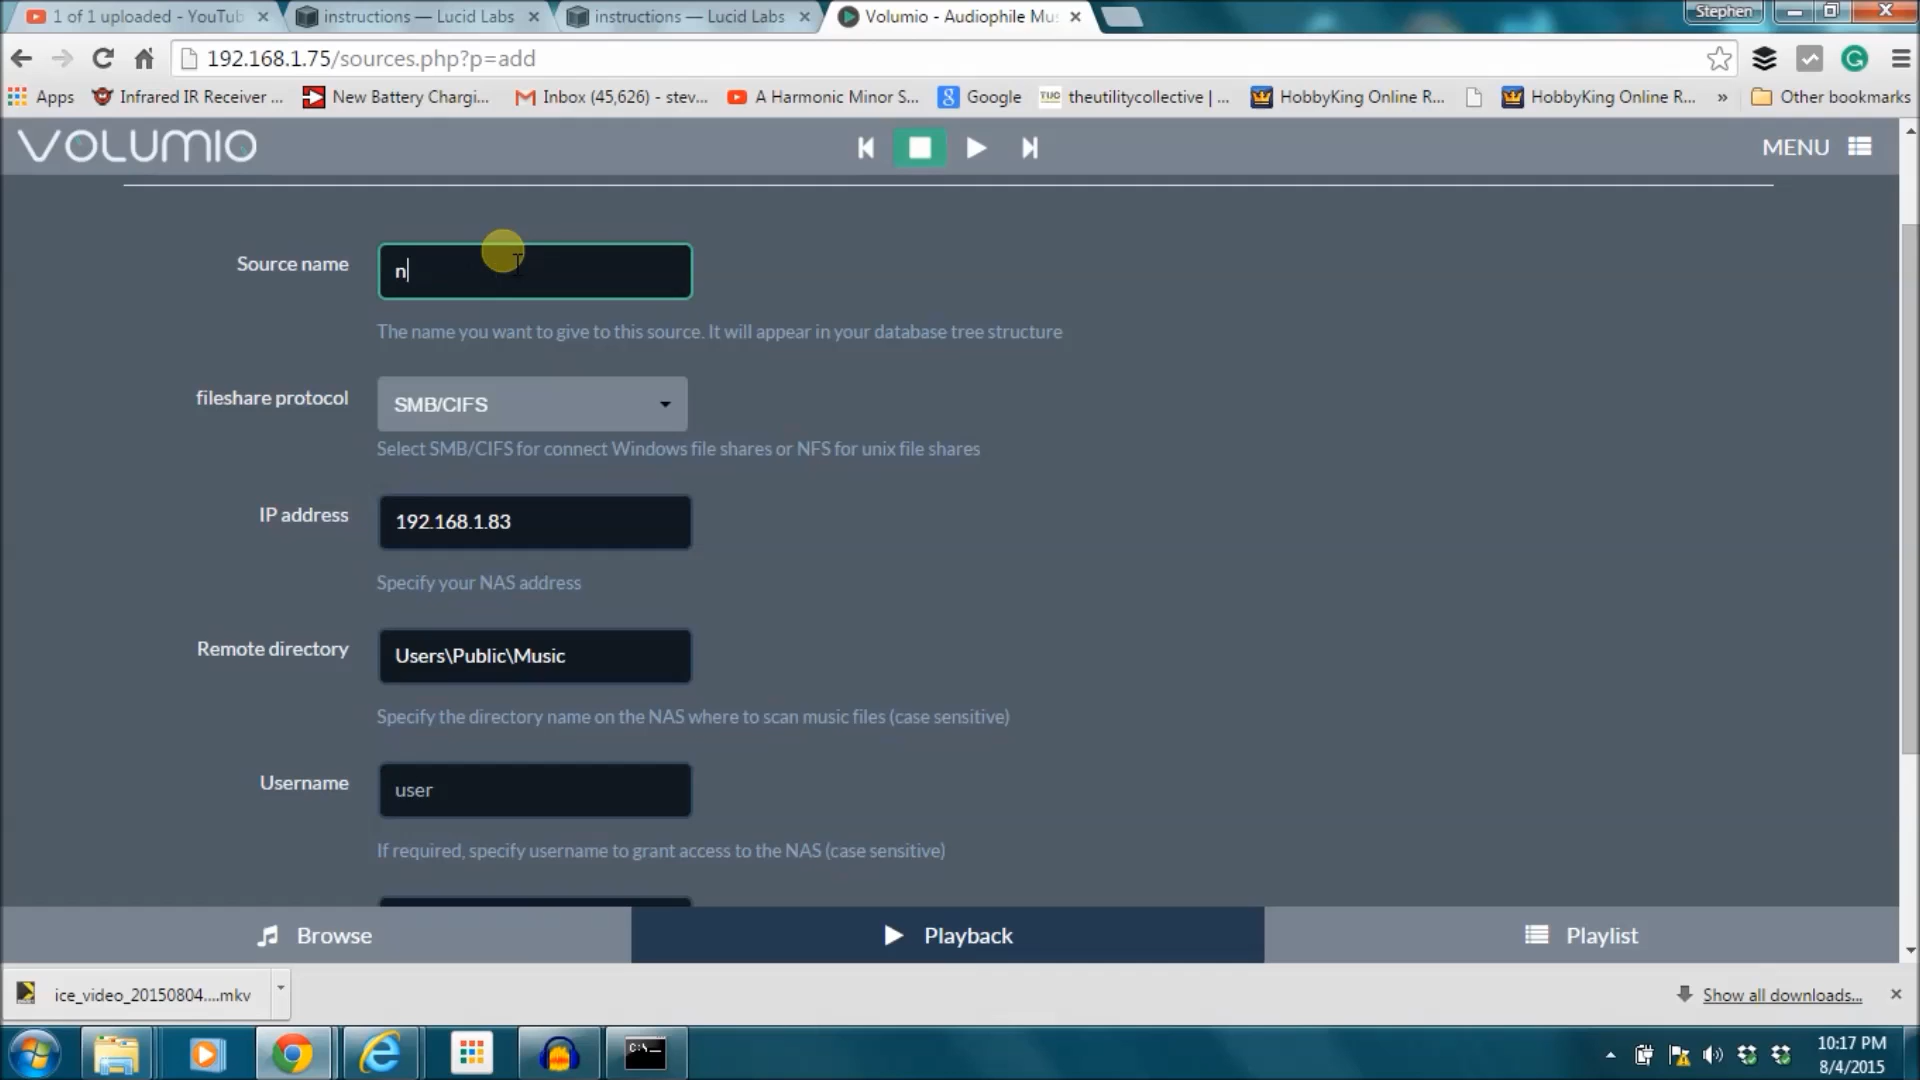 1 of 1 uploaded - YouTub
instructions — Lucid Labs
instructions — Lucid Labs
Volumio - Audiophile Mus
Stephen
192.168.1.75/sources.php?p=add
Apps
Infrared IR Receiver ...
New Battery Chargi...
Inbox (45,626) - stev...
A Harmonic Minor S...
Google
theutilitycollective | ...
HobbyKing Online R...
HobbyKing Online R...
»
Other bookmarks
VOLUMIO
MENU
Source name
n
The name you want to give to this source. It will appear in your database tree structure
fileshare protocol
SMB/CIFS
Select SMB/CIFS for connect Windows file shares or NFS for unix file shares
IP address
192.168.1.83
Specify your NAS address
Remote directory
Users\Public\Music
Specify the directory name on the NAS where to scan music files (case sensitive)
Username
user
If required, specify username to grant access to the NAS (case sensitive)
Browse
Playback
Playlist
ice_video_20150804....mkv
Show all downloads...
C:\_
10:17 PM
8/4/2015